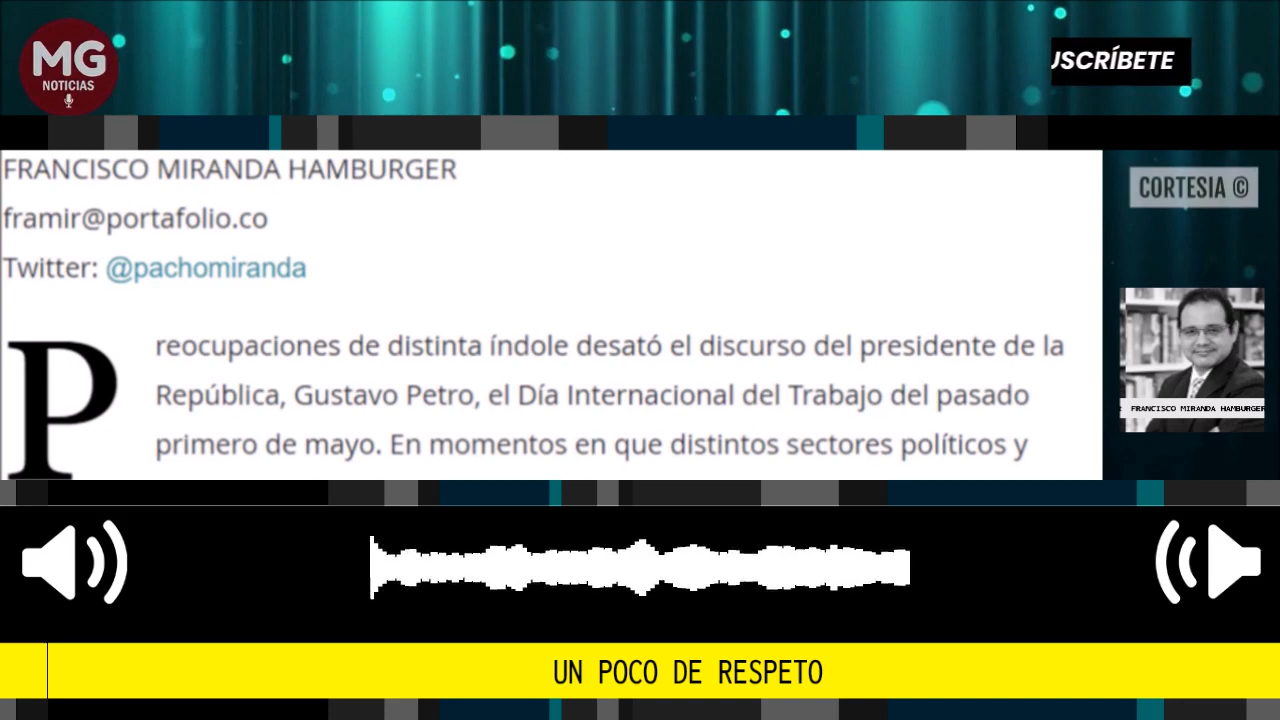 MG
NOTICIAS
USCRÍBETE
FRANCISCO MIRANDA HAMBURGER
framir@portafolio.co
Twitter: @pachomiranda
CORTESIA ©
Preocupaciones de distinta índole desató el discurso del presidente de la
República, Gustavo Petro, el Día Internacional del Trabajo del pasado
primero de mayo. En momentos en que distintos sectores políticos y
FRANCISCO MIRANDA HAMBURGER
UN POCO DE RESPETO